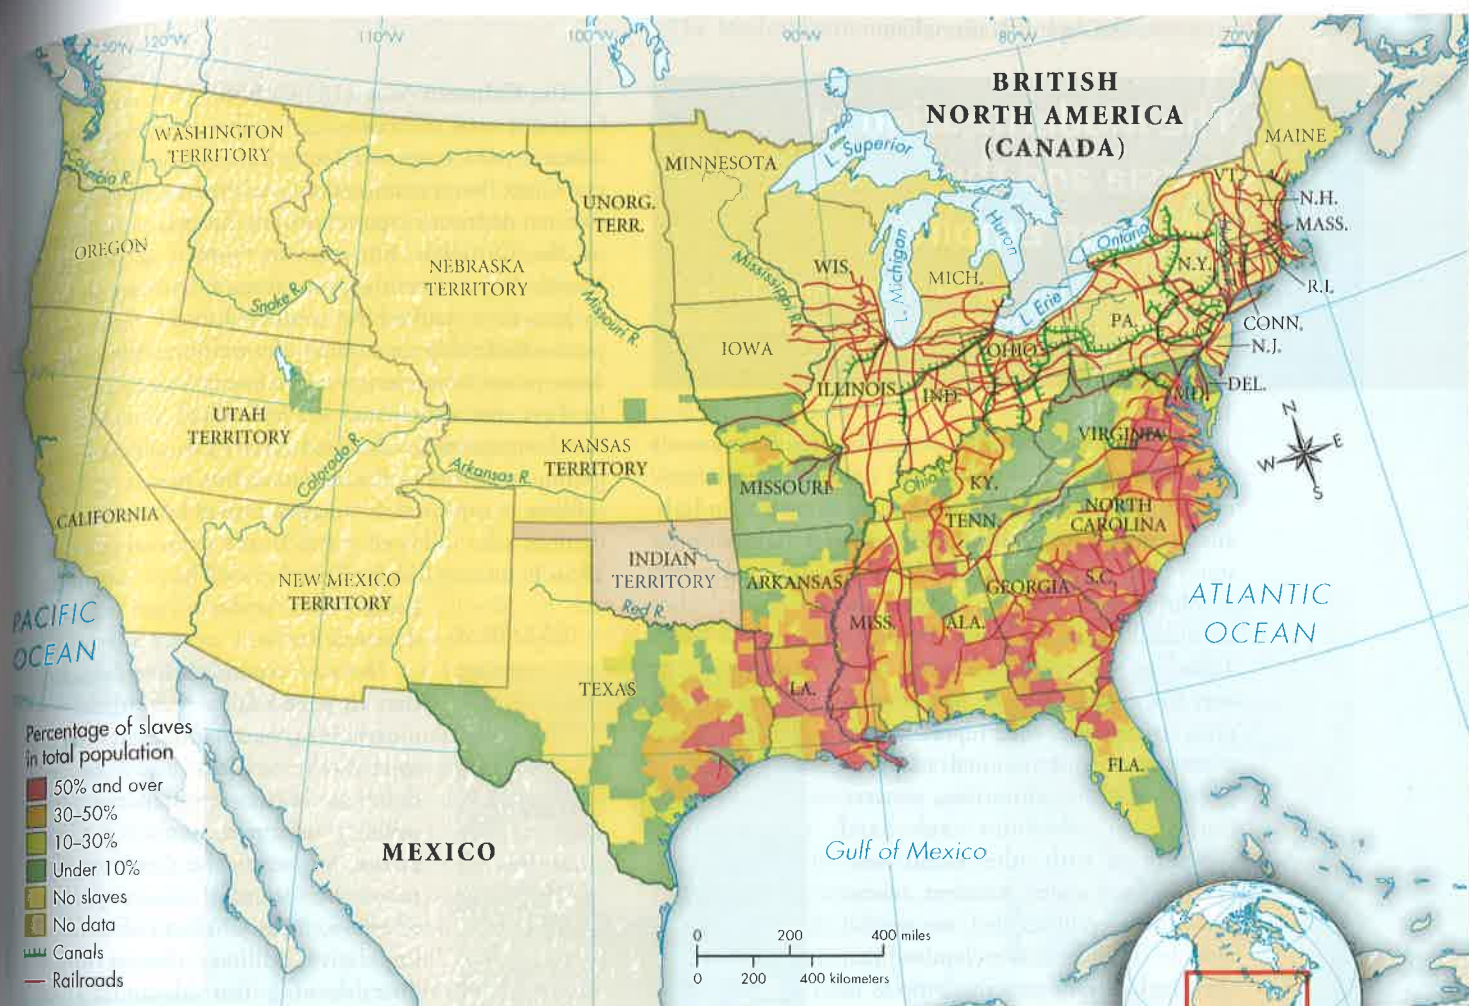 120°W
110°W
100°W
90°W
80°W
70°W
BRITISH
NORTH AMERICA
(CANADA)
WASHINGTON
TERRITORY
MINNESOTA
L. Superior
MAINE
VT.
N.H.
MASS.
UNORG.
TERR.
OREGON
NEBRASKA
TERRITORY
WIS.
L. Michigan
Huron
MICH.
L. Ontario
N.Y.
R.I.
Snake R.
Missouri R.
Mississippi R.
L. Erie
PA.
CONN.
N.J.
IOWA
OHIO
ILLINOIS
IND.
MD.
DEL.
UTAH
TERRITORY
Colorado R.
KANSAS
TERRITORY
Arkansas R.
MISSOURI
Ohio
KY.
VIRGINIA
N
E
W
S
CALIFORNIA
TENN.
NORTH
CAROLINA
NEW MEXICO
TERRITORY
INDIAN
TERRITORY
Red R.
ARKANSAS
GEORGIA
S.C.
MISS.
ALA.
ATLANTIC
OCEAN
PACIFIC
OCEAN
TEXAS
LA.
FLA.
MEXICO
Gulf of Mexico
Percentage of slaves
in total population
50% and over
30–50%
10–30%
Under 10%
No slaves
No data
Canals
Railroads
0 200 400 miles
0 200 400 kilometers